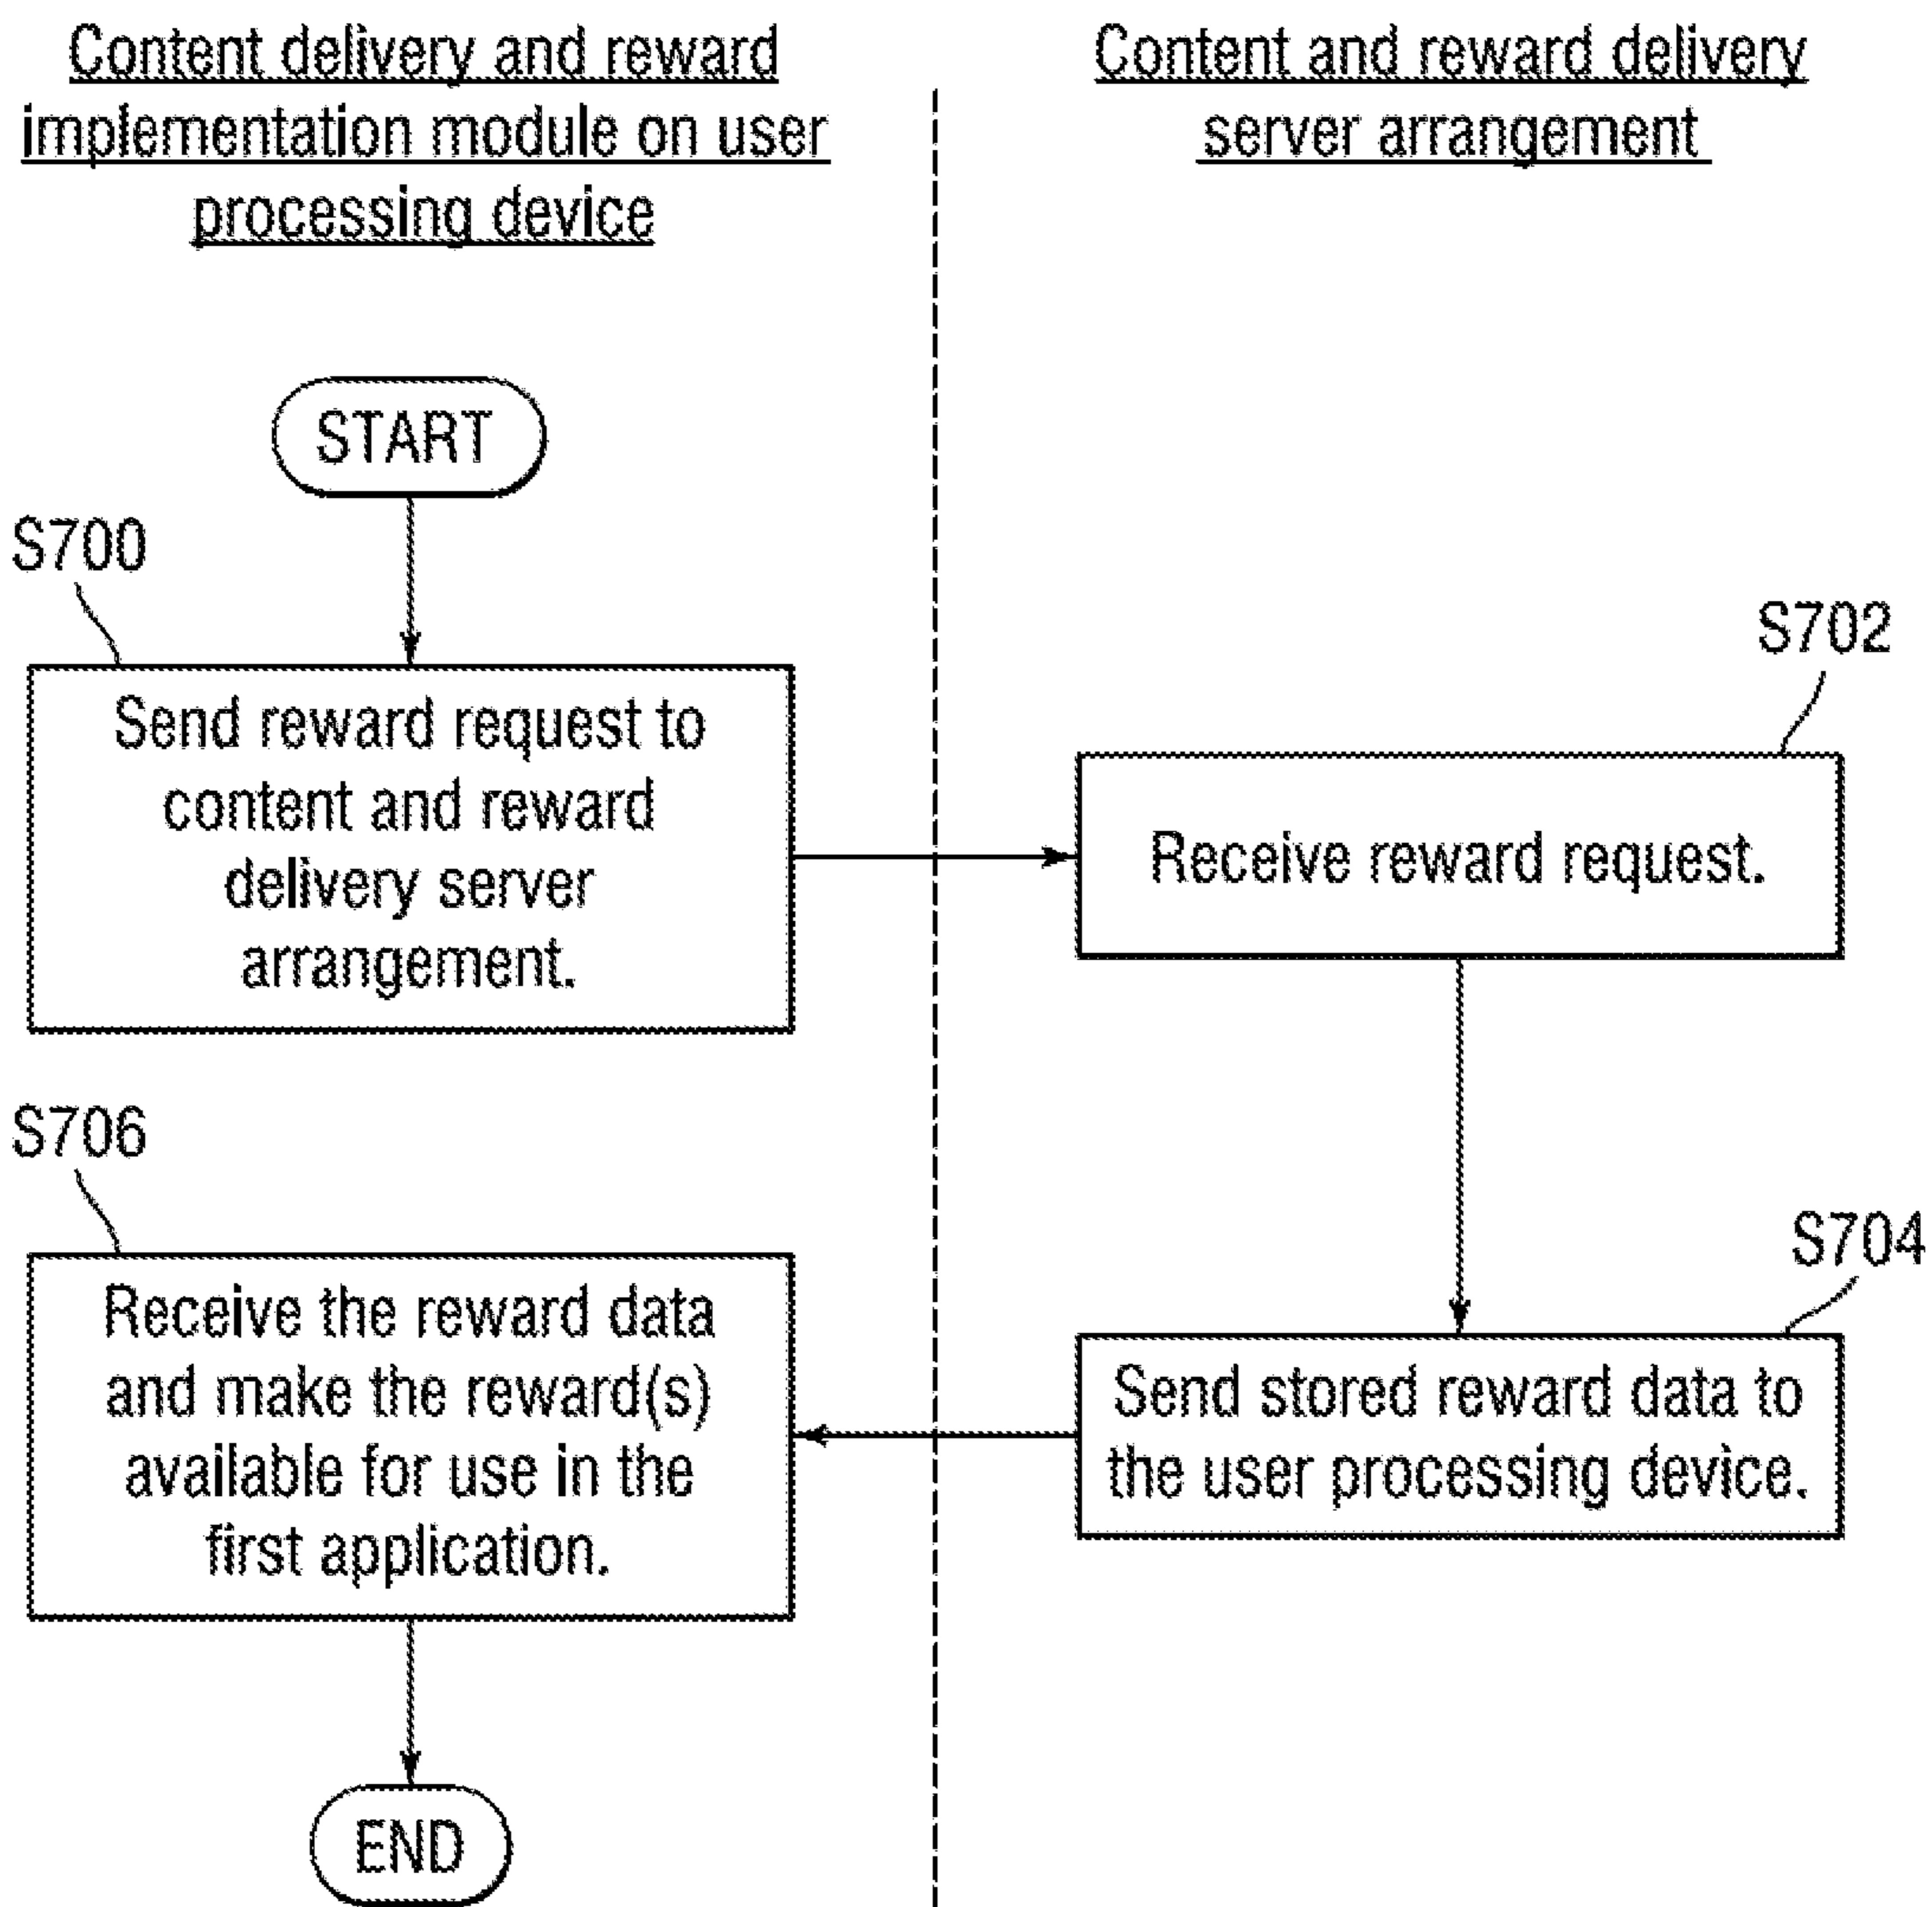 Content delivery and reward
implementation module on user
processing device
Content and reward delivery
server arrangement
START
S700
Send reward request to
content and reward
delivery server
arrangement.
S702
Receive reward request.
S704
Send stored reward data to
the user processing device.
S706
Receive the reward data
and make the reward(s)
available for use in the
first application.
END